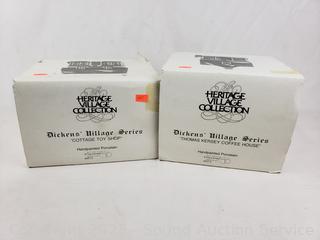 HERITAGE
VILLAGE
COLLECTION
Dickens' Village Series
"COTTAGE TOY SHOP"
Handpainted Porcelain
HERITAGE
VILLAGE
COLLECTION
Dickens' Village Series
"THOMAS KERSEY COFFEE HOUSE"
Handpainted Porcelain
Sound Auction Service